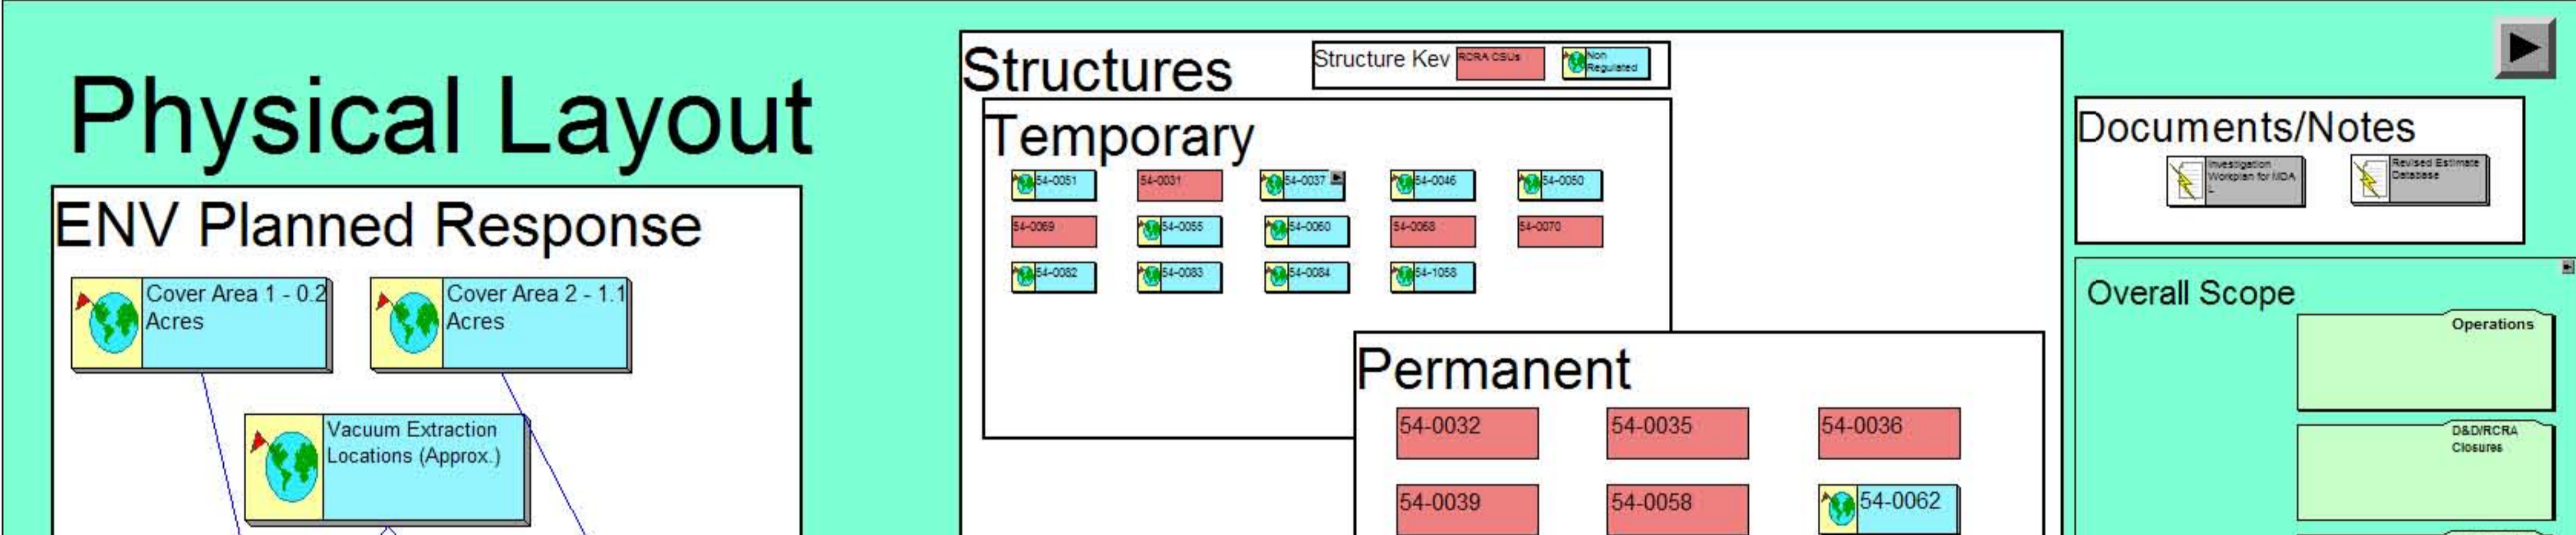 Physical Layout
ENV Planned Response
Cover Area 1 - 0.2
Acres
Cover Area 2 - 1.1
Acres
Vacuum Extraction
Locations (Approx.)
Structures
Structure Key
RCRA CSUs
Non
Regulated
Temporary
54-0051
54-0031
54-0037
54-0046
54-0050
54-0069
54-0055
54-0060
54-0068
54-0070
54-0082
54-0083
54-0084
54-1058
Permanent
54-0032
54-0035
54-0036
54-0039
54-0058
54-0062
Documents/Notes
Investigation
Workplan for MDA
L
Revised Estimate
Database
Overall Scope
Operations
D&D/RCRA
Closures